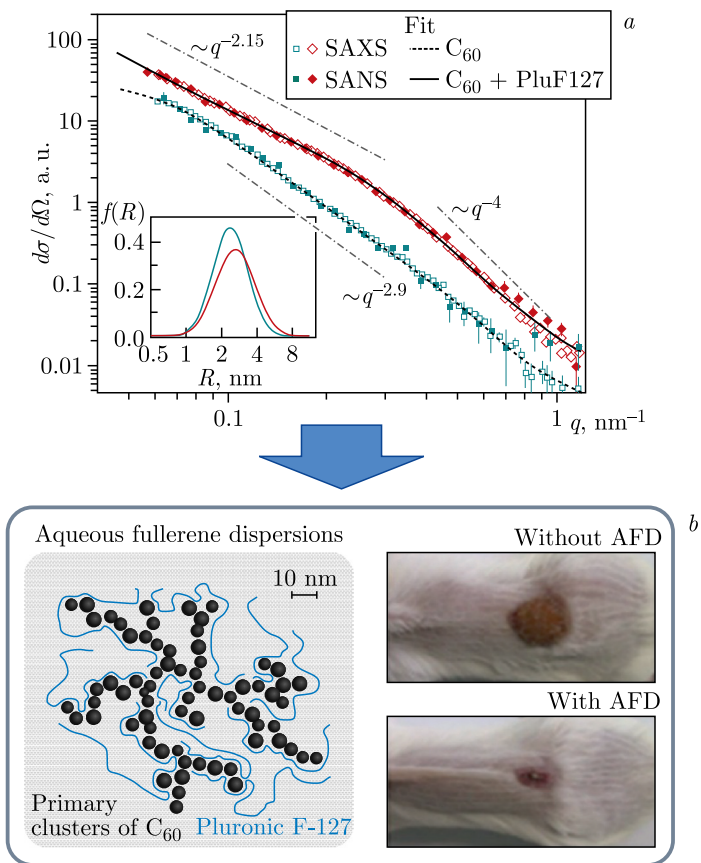 a
Fit
SAXS C₆₀
SANS C₆₀ + PluF127
100
10
1
0.1
0.01
dσ/dΩ, a. u.
~q⁻²·¹⁵
~q⁻⁴
~q⁻²·⁹
f(R)
0.4
0.2
0.0
0.5 1 2 4 8
R, nm
0.1 1 q, nm⁻¹
b
Aqueous fullerene dispersions
10 nm
Primary
clusters of C₆₀ Pluronic F-127
Without AFD
With AFD